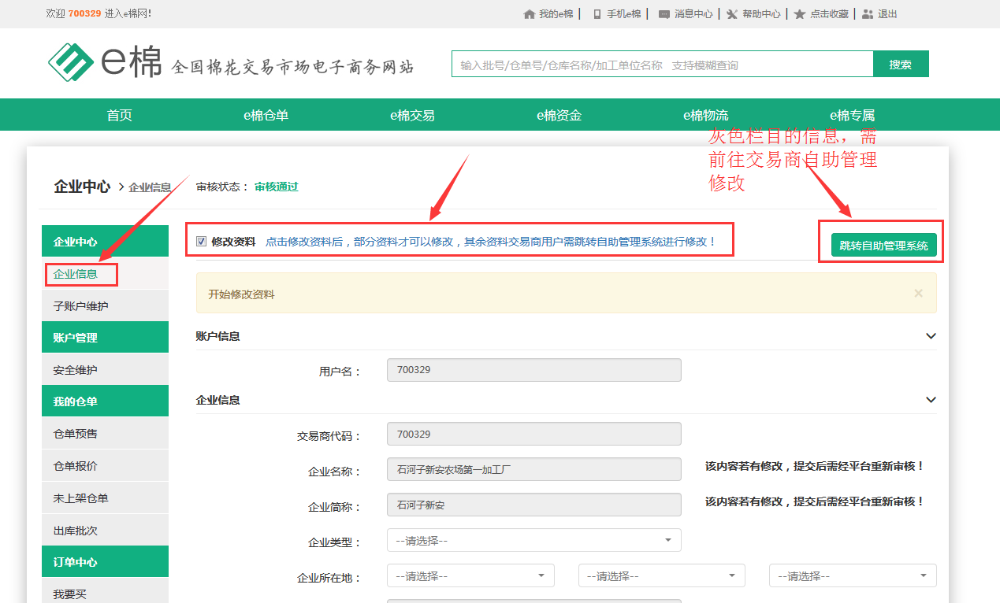 欢迎 700329 进入e棉网!
我的e棉 | 手机e棉 | 消息中心 | 帮助中心 | 点击收藏 | 退出
e棉 全国棉花交易市场电子商务网站
输入批号/仓单号/仓库名称/加工单位名称 支持模糊查询 搜索
首页 e棉仓单 e棉交易 e棉资金 e棉物流 e棉专属
灰色栏目的信息，需
前往交易商自助管理
修改
企业中心 > 企业信息 审核状态： 审核通过
企业中心
企业信息
子账户维护
账户管理
安全维护
我的仓单
仓单预售
仓单报价
未上架仓单
出库批次
订单中心
我要买
修改资料 点击修改资料后，部分资料才可以修改，其余资料交易商用户需跳转自助管理系统进行修改！
跳转自助管理系统
开始修改资料 ×
账户信息
用户名： 700329
企业信息
交易商代码： 700329
企业名称： 石河子新安农场第一加工厂 该内容若有修改，提交后需经平台重新审核！
企业简称： 石河子新安 该内容若有修改，提交后需经平台重新审核！
企业类型： --请选择--
企业所在地： --请选择-- --请选择-- --请选择--